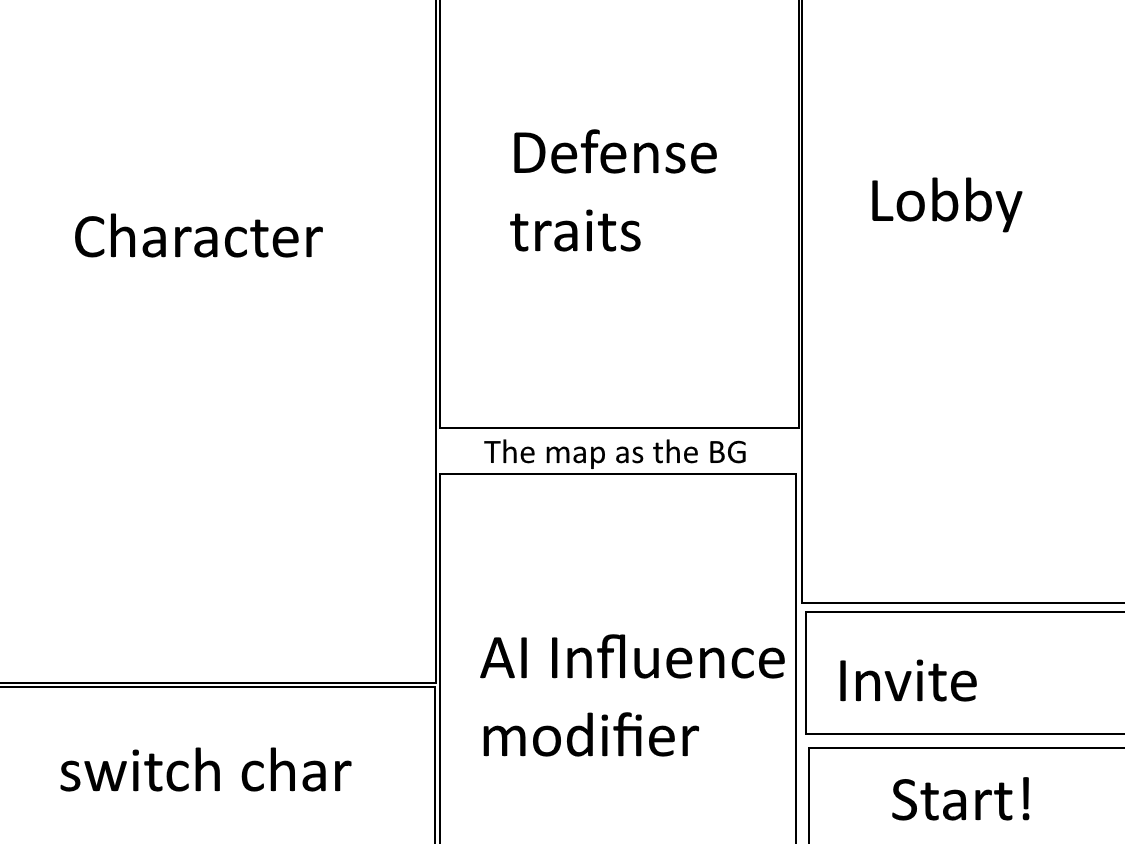 Character
switch char
Defense
traits
The map as the BG
AI Influence
modifier
Lobby
Invite
Start!